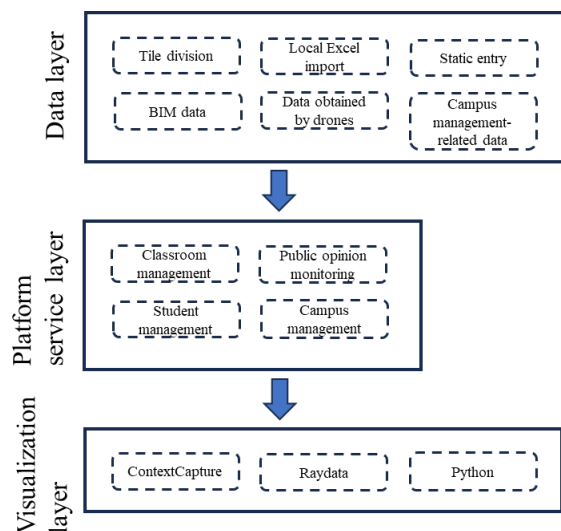 Data layer
Tile division
Local Excel
import
Static entry
BIM data
Data obtained
by drones
Campus
management-
related data
Platform
service layer
Classroom
management
Public opinion
monitoring
Student
management
Campus
management
Visualization
layer
ContextCapture
Raydata
Python